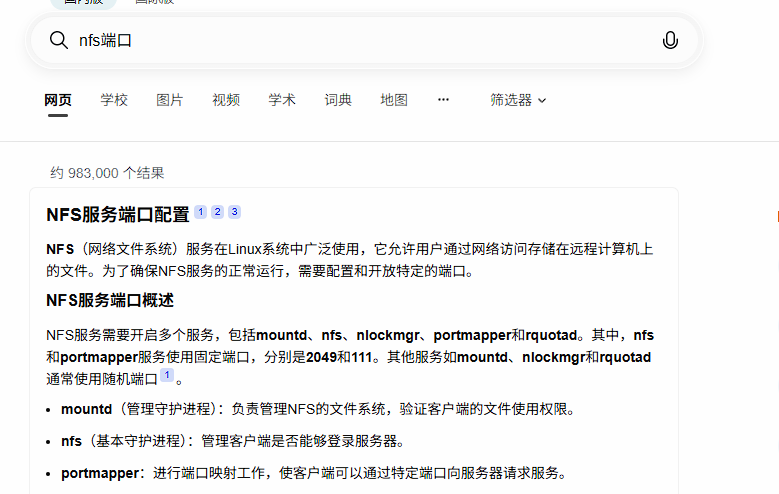 国内版 国际版
nfs端口
网页 学校 图片 视频 学术 词典 地图 ··· 筛选器
约 983,000 个结果
NFS服务端口配置 1 2 3
NFS（网络文件系统）服务在Linux系统中广泛使用，它允许用户通过网络访问存储在远程计算机上
的文件。为了确保NFS服务的正常运行，需要配置和开放特定的端口。
NFS服务端口概述
NFS服务需要开启多个服务，包括mountd、nfs、nlockmgr、portmapper和rquotad。其中，nfs
和portmapper服务使用固定端口，分别是2049和111。其他服务如mountd、nlockmgr和rquotad
通常使用随机端口 1 。
• mountd（管理守护进程）：负责管理NFS的文件系统，验证客户端的文件使用权限。
• nfs（基本守护进程）：管理客户端是否能够登录服务器。
• portmapper：进行端口映射工作，使客户端可以通过特定端口向服务器请求服务。